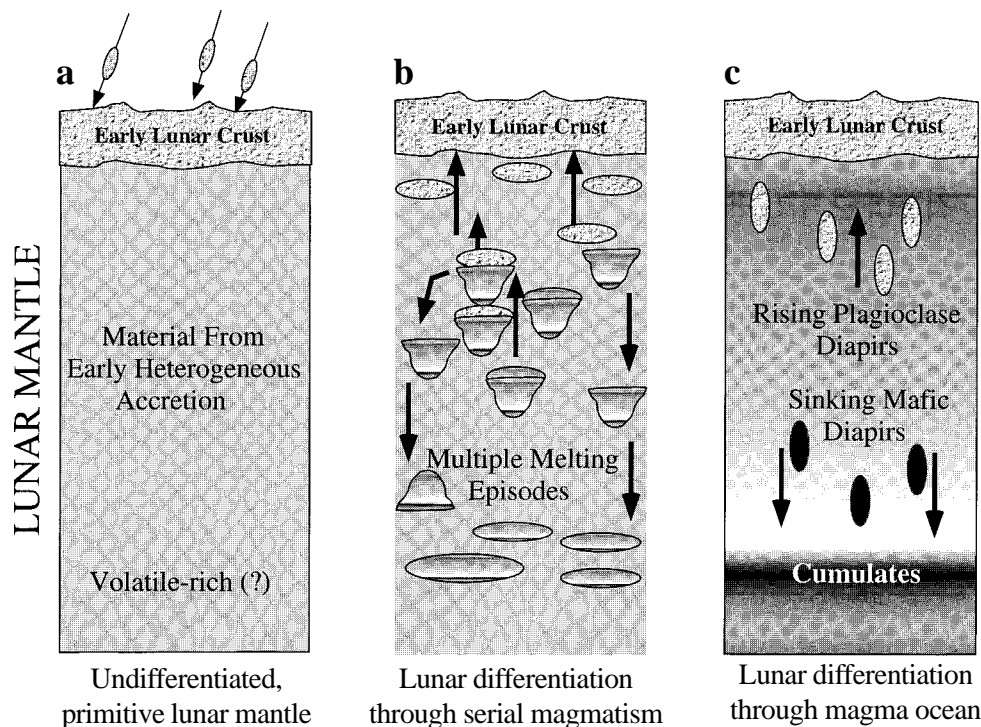 LUNAR MANTLE
a
Early Lunar Crust
Material From
Early Heterogeneous
Accretion
Volatile-rich (?)
Undifferentiated,
primitive lunar mantle
b
Early Lunar Crust
Multiple Melting
Episodes
Lunar differentiation
through serial magmatism
c
Early Lunar Crust
Rising Plagioclase
Diapirs
Sinking Mafic
Diapirs
Cumulates
Lunar differentiation
through magma ocean